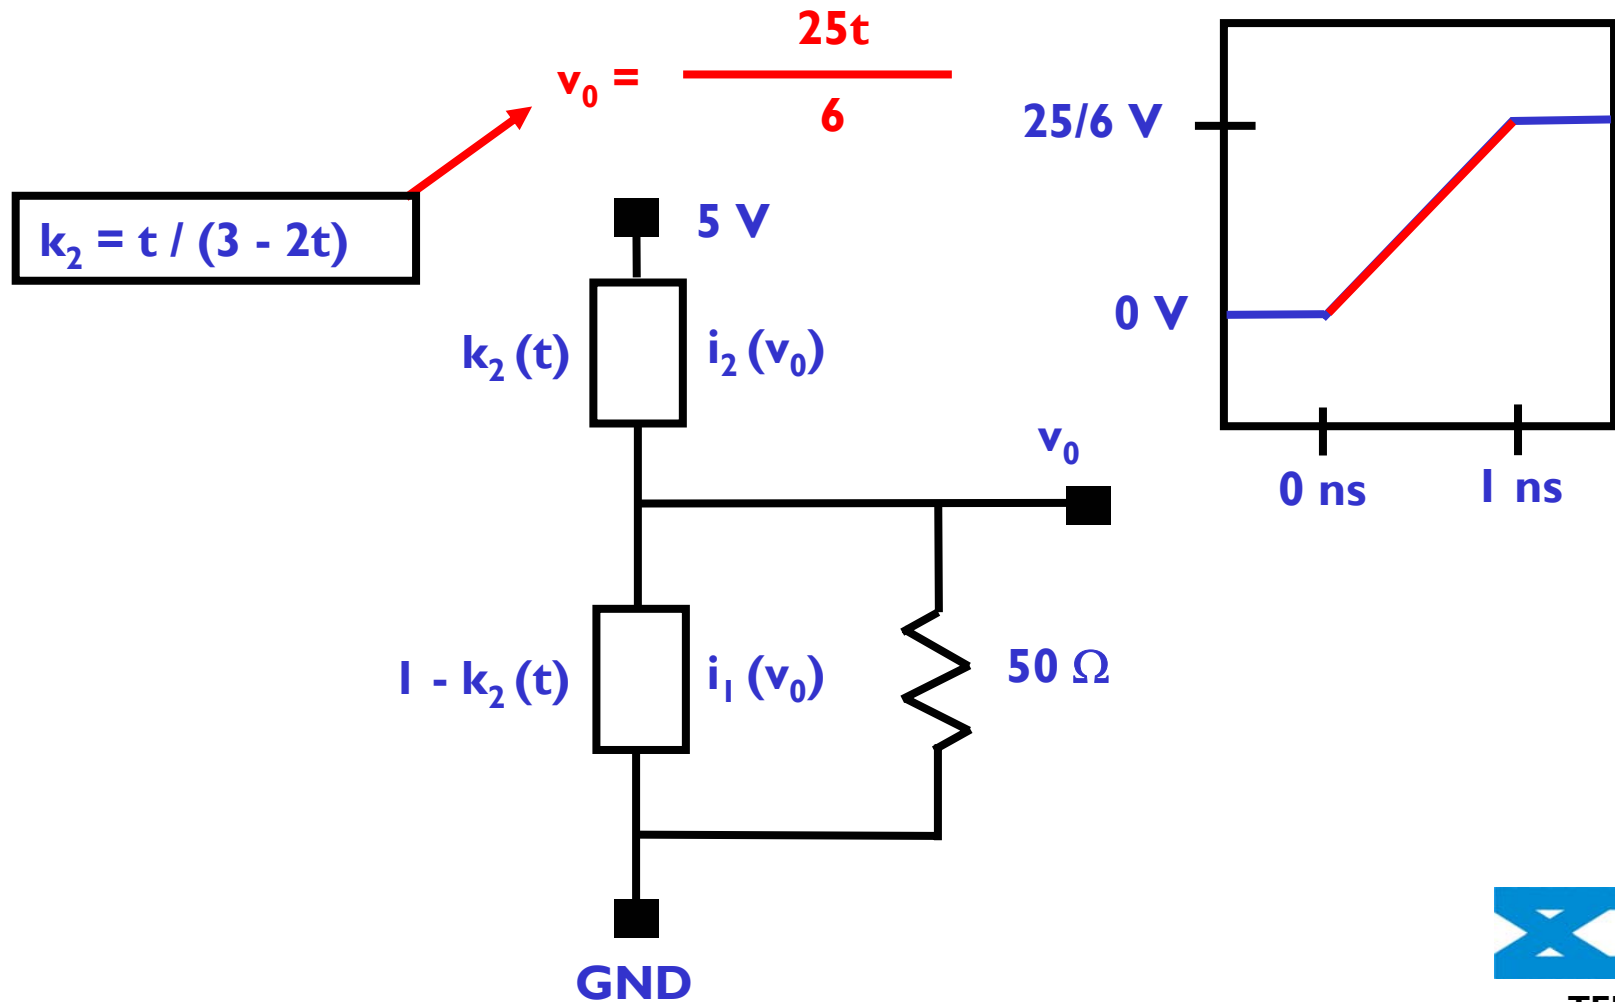 25t
v₀ =
6
25/6 V
k₂ = t / (3 - 2t)
5 V
0 V
k₂ (t)
i₂ (v₀)
v₀
0 ns
1 ns
1 - k₂ (t)
i₁ (v₀)
50 Ω
GND